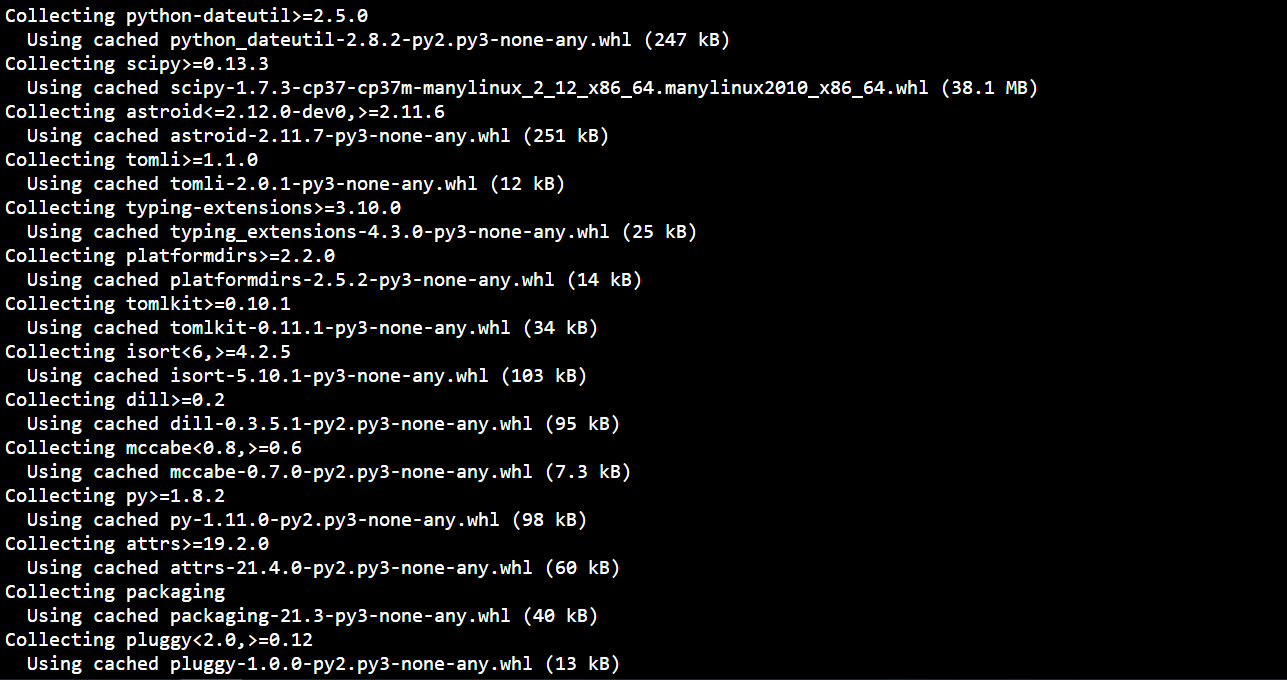 Collecting python-dateutil>=2.5.0
  Using cached python_dateutil-2.8.2-py2.py3-none-any.whl (247 kB)
Collecting scipy>=0.13.3
  Using cached scipy-1.7.3-cp37-cp37m-manylinux_2_12_x86_64.manylinux2010_x86_64.whl (38.1 MB)
Collecting astroid<=2.12.0-dev0,>=2.11.6
  Using cached astroid-2.11.7-py3-none-any.whl (251 kB)
Collecting tomli>=1.1.0
  Using cached tomli-2.0.1-py3-none-any.whl (12 kB)
Collecting typing-extensions>=3.10.0
  Using cached typing_extensions-4.3.0-py3-none-any.whl (25 kB)
Collecting platformdirs>=2.2.0
  Using cached platformdirs-2.5.2-py3-none-any.whl (14 kB)
Collecting tomlkit>=0.10.1
  Using cached tomlkit-0.11.1-py3-none-any.whl (34 kB)
Collecting isort<6,>=4.2.5
  Using cached isort-5.10.1-py3-none-any.whl (103 kB)
Collecting dill>=0.2
  Using cached dill-0.3.5.1-py2.py3-none-any.whl (95 kB)
Collecting mccabe<0.8,>=0.6
  Using cached mccabe-0.7.0-py2.py3-none-any.whl (7.3 kB)
Collecting py>=1.8.2
  Using cached py-1.11.0-py2.py3-none-any.whl (98 kB)
Collecting attrs>=19.2.0
  Using cached attrs-21.4.0-py2.py3-none-any.whl (60 kB)
Collecting packaging
  Using cached packaging-21.3-py3-none-any.whl (40 kB)
Collecting pluggy<2.0,>=0.12
  Using cached pluggy-1.0.0-py2.py3-none-any.whl (13 kB)